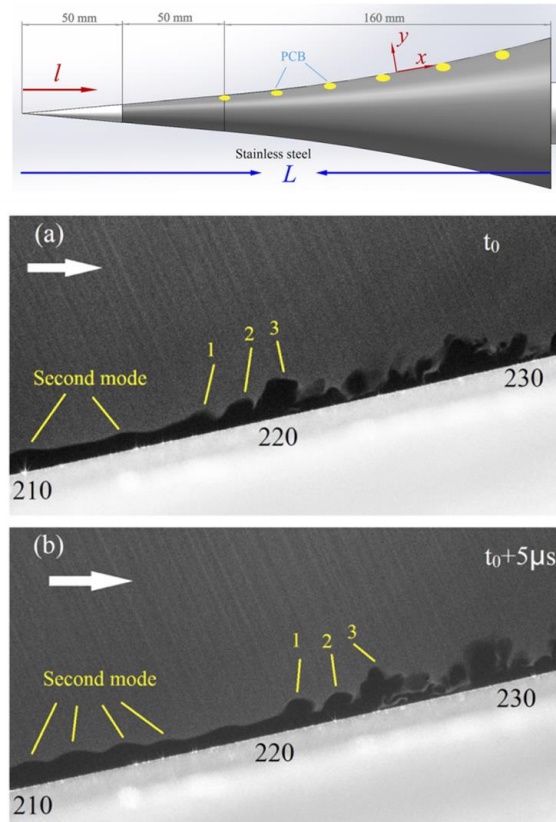 50 mm
50 mm
160 mm
l
PCB
y
x
Stainless steel
L
(a)
t₀
1
2
3
Second mode
210
220
230
(b)
t₀+5μs
1
2
3
Second mode
210
220
230